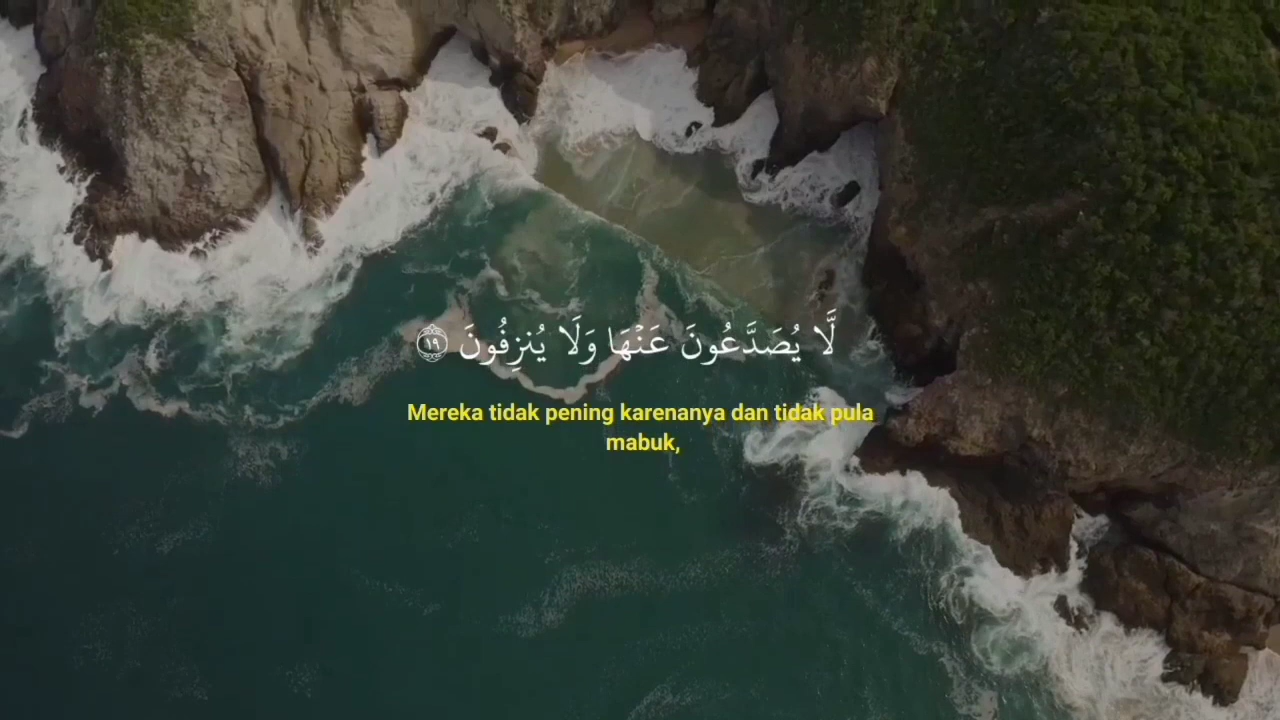 لَّا يُصَدَّعُونَ عَنْهَا وَلَا يُنزِفُونَ ١٩
Mereka tidak pening karenanya dan tidak pula
mabuk,